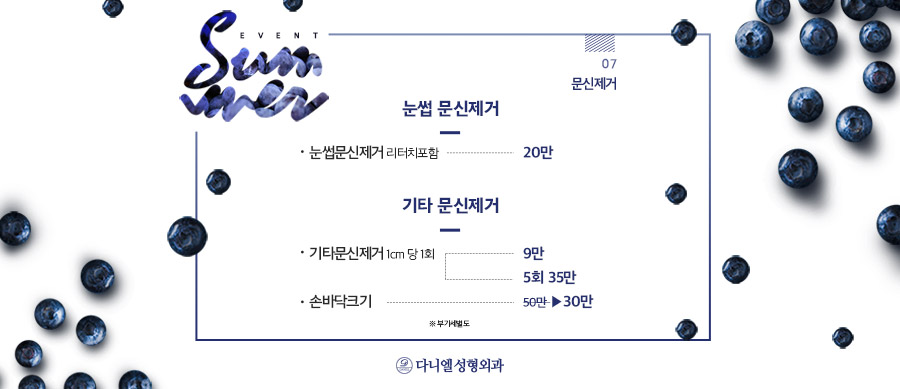 EVENT
Summer
07
문신제거
눈썹 문신제거
· 눈썹문신제거 리터치포함 20만
기타 문신제거
· 기타문신제거 1cm 당 1회 9만
5회 35만
· 손바닥크기 50만 ▶30만
※ 부가세별도
다니엘성형외과